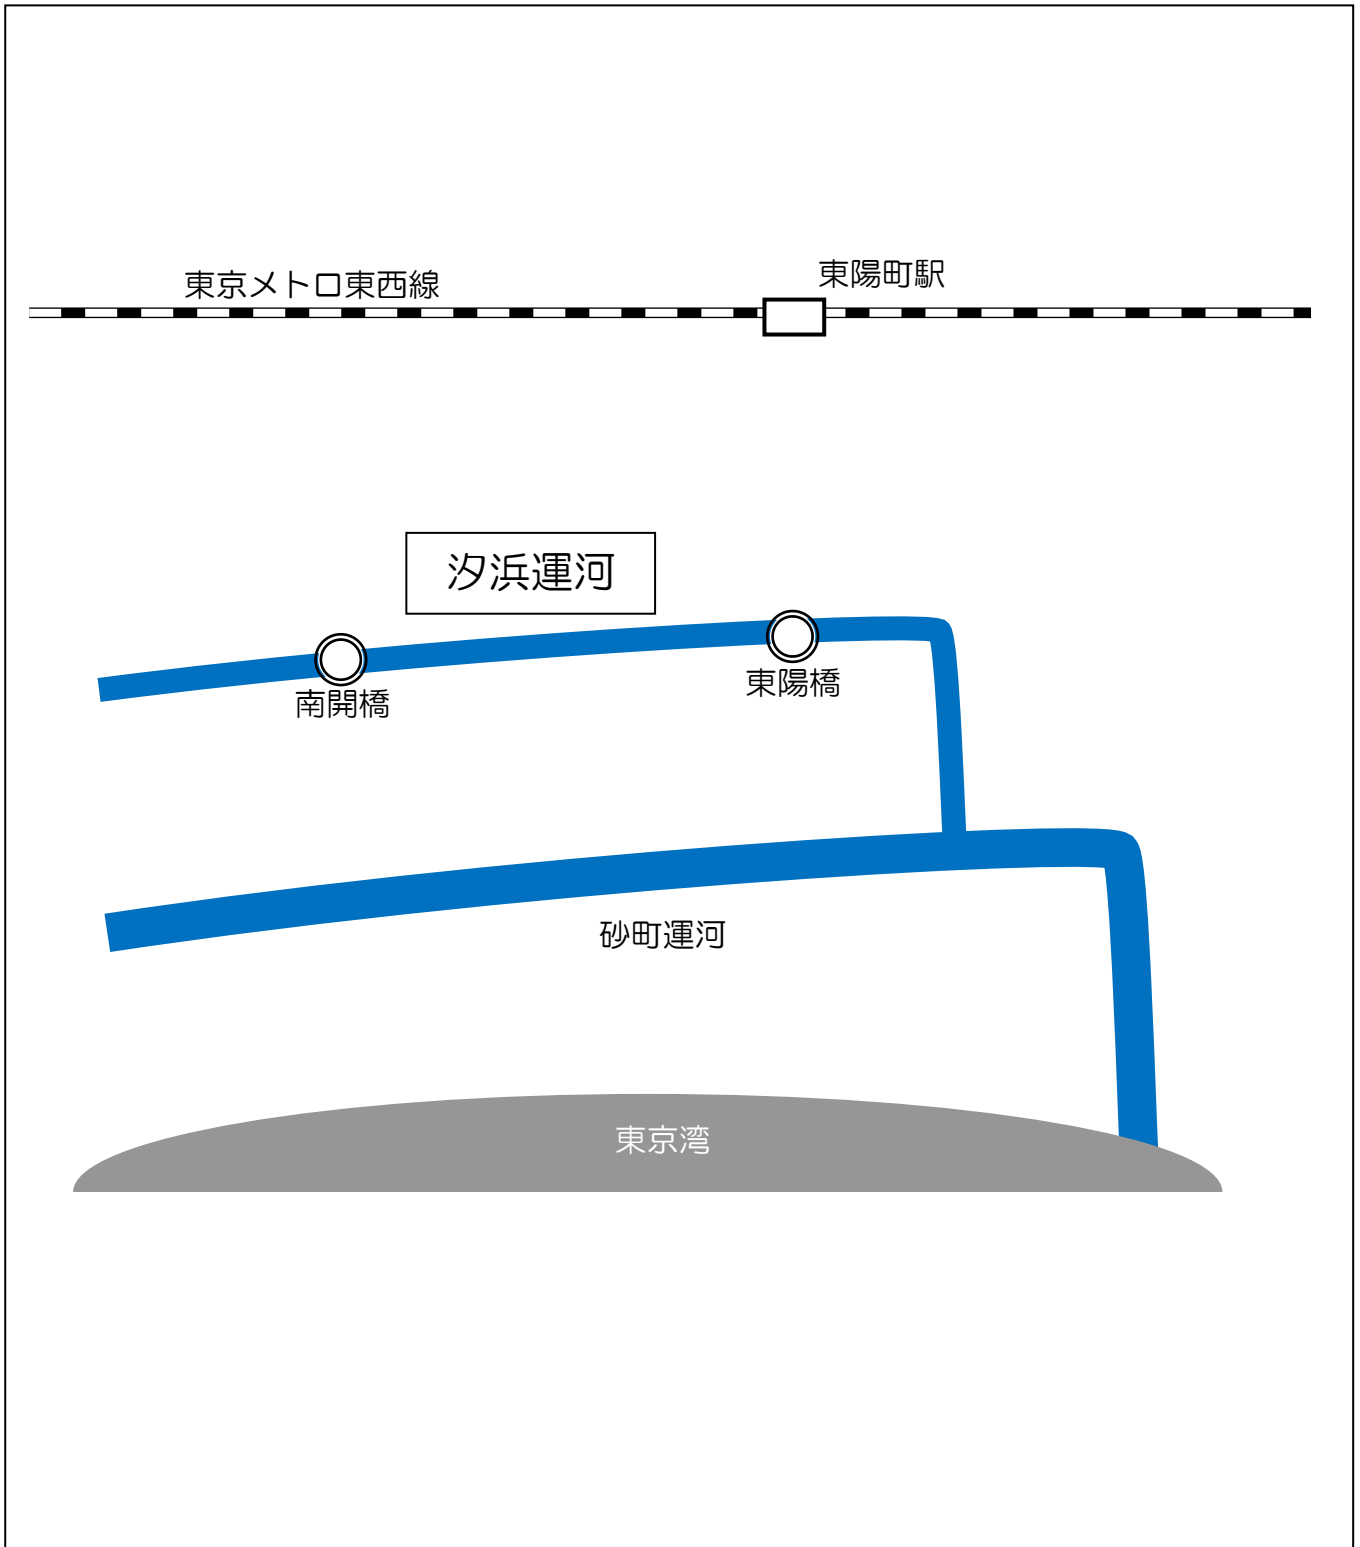 東陽町駅
東京メトロ東西線
汐浜運河
東陽橋
南開橋
砂町運河
東京湾